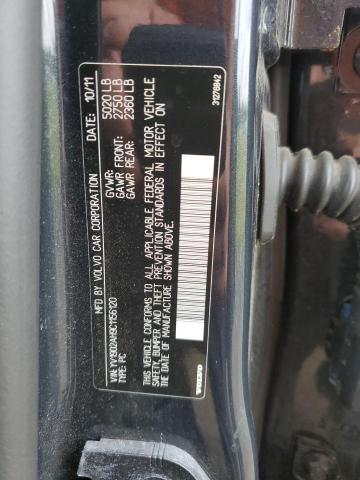 MFD BY VOLVO CAR CORPORATION DATE: 10/11
GVWR: 5020 LB
GAWR FRONT: 2750 LB
GAWR REAR: 2360 LB
THIS VEHICLE CONFORMS TO ALL APPLICABLE FEDERAL MOTOR VEHICLE
SAFETY, BUMPER AND THEFT PREVENTION STANDARDS IN EFFECT ON
THE DATE OF MANUFACTURE SHOWN ABOVE.
VIN: YV1902AH9C1156120
TYPE: PC
VOLVO
31276942